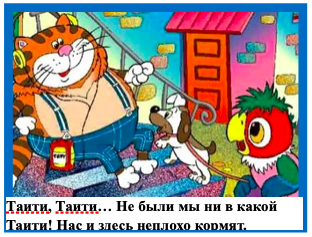 Таити, Таити… Не были мы ни в какой
Таити! Нас и здесь неплохо кормят.